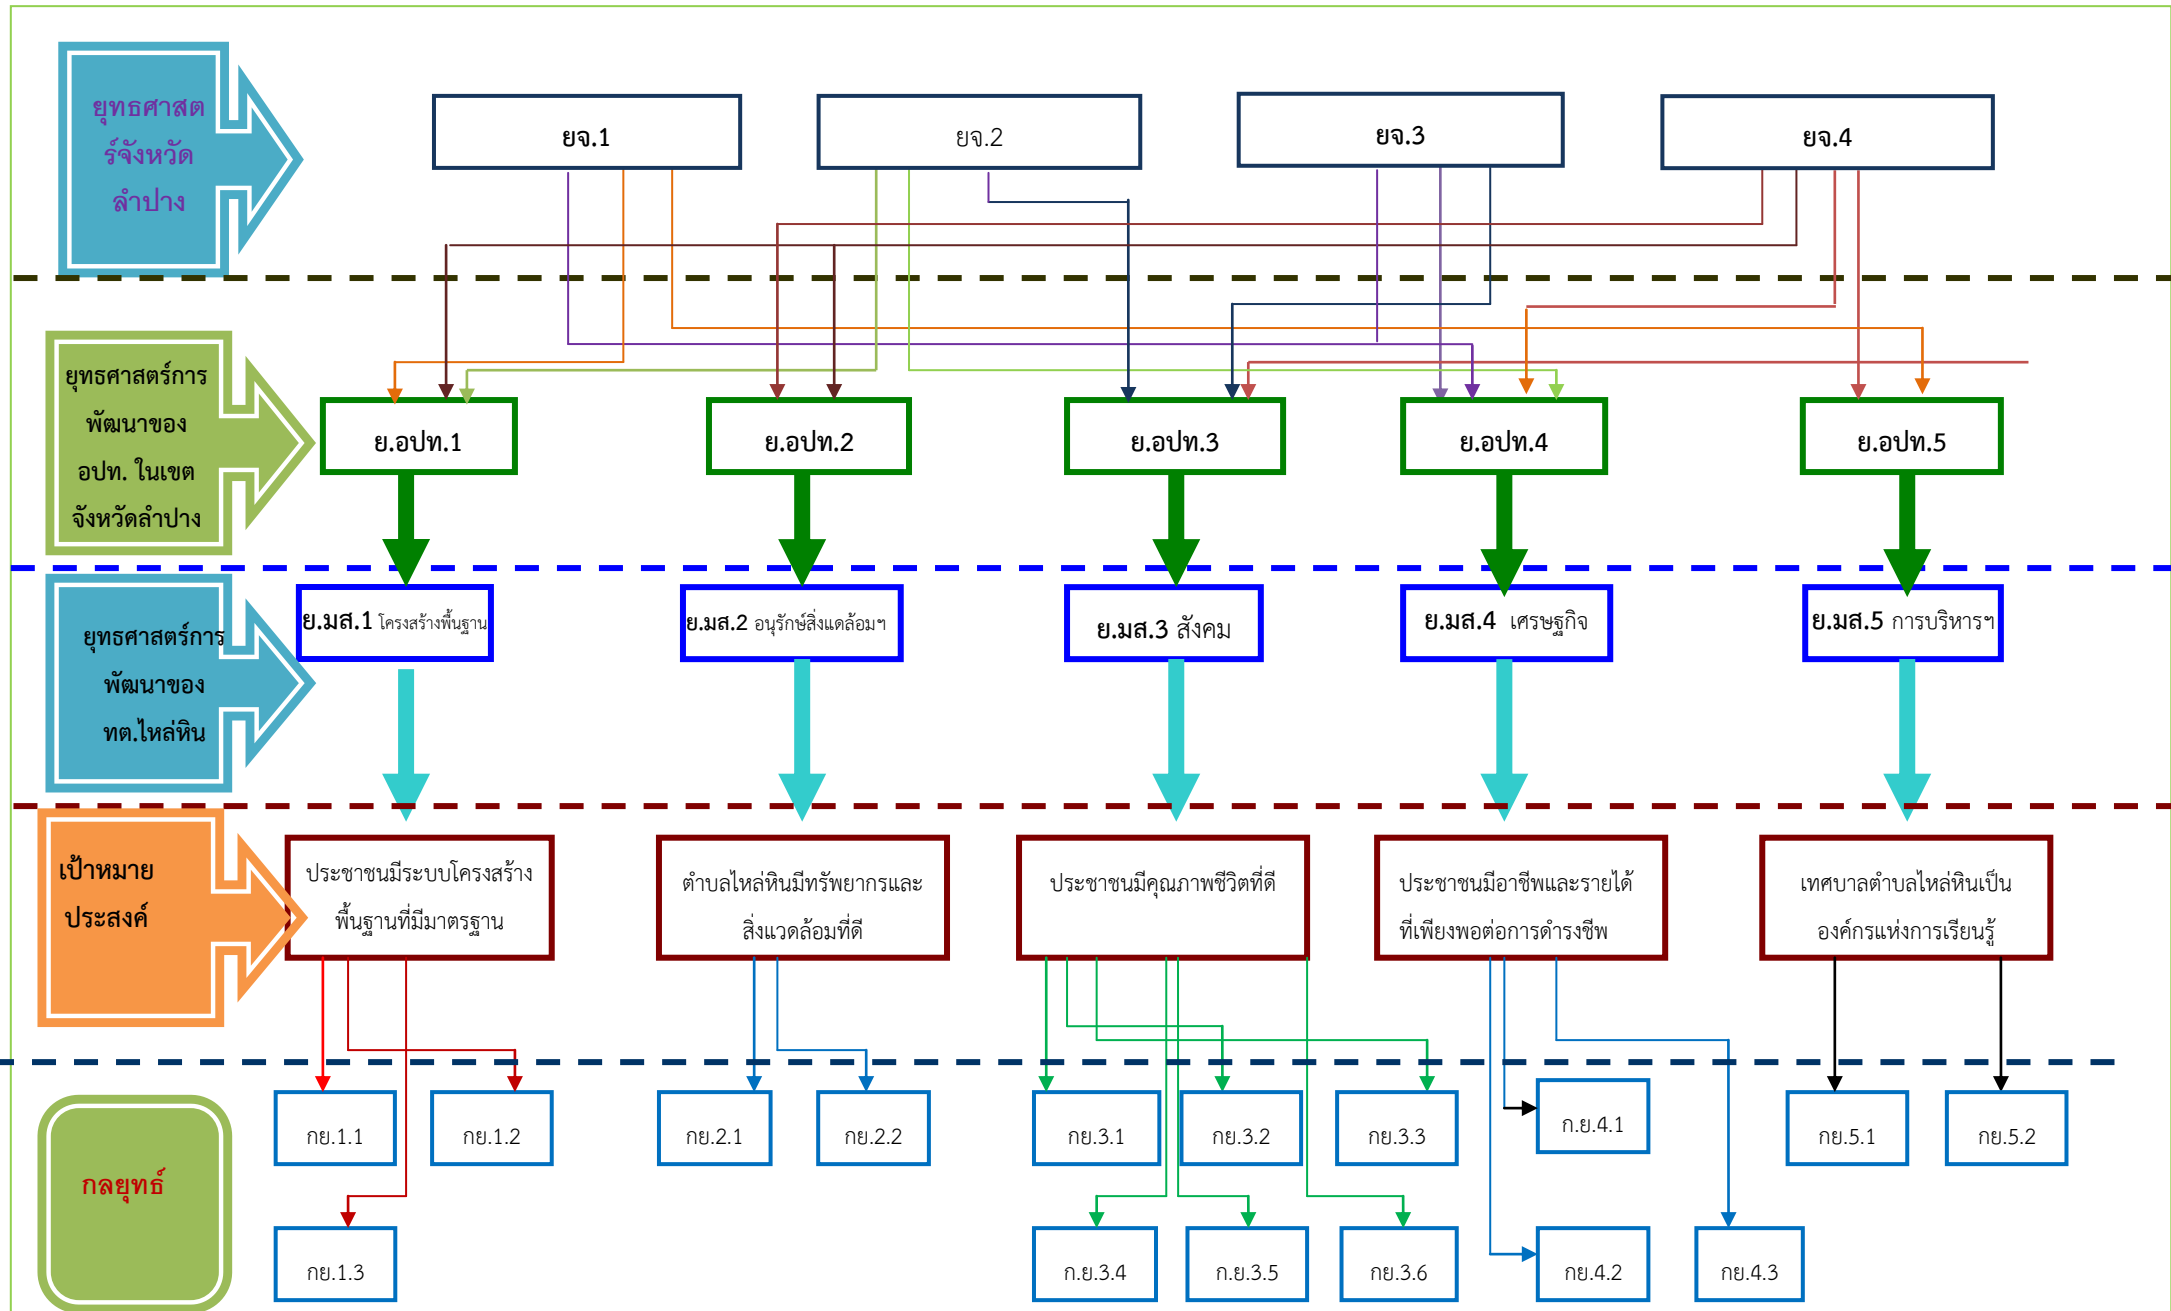 ยุทธศาสต
ร์จังหวัด
ลำปาง
ยจ.1
ยจ.2
ยจ.3
ยจ.4
ยุทธศาสตร์การ
พัฒนาของ
อปท. ในเขต
จังหวัดลำปาง
ย.อปท.1
ย.อปท.2
ย.อปท.3
ย.อปท.4
ย.อปท.5
ยุทธศาสตร์การ
พัฒนาของ
ทต.ไหล่หิน
ย.มส.1 โครงสร้างพื้นฐาน
ย.มส.2 อนุรักษ์สิ่งแดล้อมฯ
ย.มส.3 สังคม
ย.มส.4 เศรษฐกิจ
ย.มส.5 การบริหารฯ
เป้าหมาย
ประสงค์
ประชาชนมีระบบโครงสร้าง
พื้นฐานที่มีมาตรฐาน
ตำบลไหล่หินมีทรัพยากรและ
สิ่งแวดล้อมที่ดี
ประชาชนมีคุณภาพชีวิตที่ดี
ประชาชนมีอาชีพและรายได้
ที่เพียงพอต่อการดำรงชีพ
เทศบาลตำบลไหล่หินเป็น
องค์กรแห่งการเรียนรู้
กลยุทธ์
กย.1.1
กย.1.2
กย.2.1
กย.2.2
กย.3.1
กย.3.2
กย.3.3
ก.ย.4.1
กย.5.1
กย.5.2
กย.1.3
ก.ย.3.4
ก.ย.3.5
กย.3.6
กย.4.2
กย.4.3